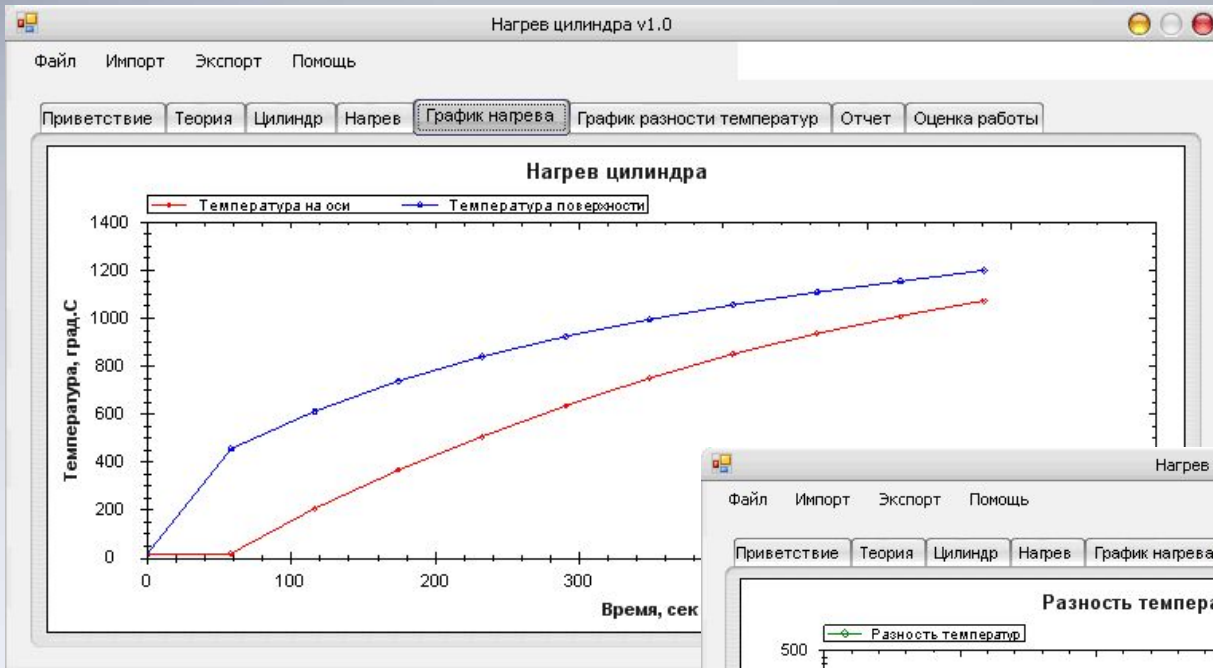 Нагрев цилиндра v1.0
Файл Импорт Экспорт Помощь
Приветствие Теория Цилиндр Нагрев График нагрева График разности температур Отчет Оценка работы
Нагрев цилиндра
Температура на оси Температура поверхности
Температура, град.С
1400
1200
1000
800
600
400
200
0
0 100 200 300
Время, сек
Нагрев
Файл Импорт Экспорт Помощь
Приветствие Теория Цилиндр Нагрев График нагрева
Разность
Разность температур
500